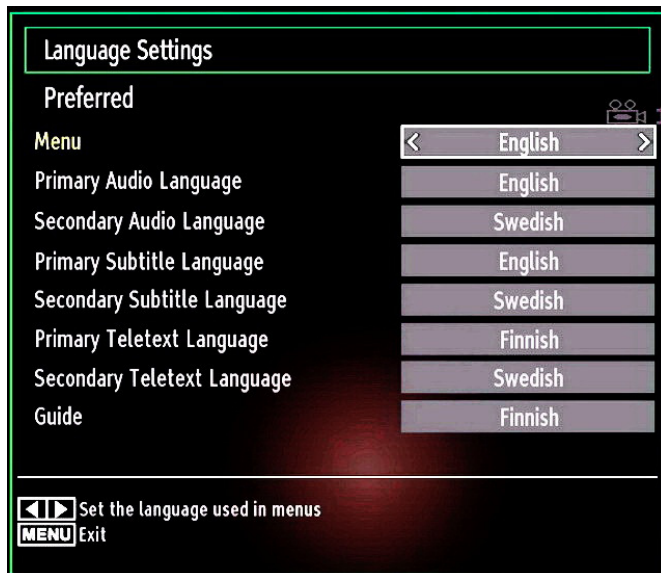 Language Settings
Preferred
Menu English
Primary Audio Language English
Secondary Audio Language Swedish
Primary Subtitle Language English
Secondary Subtitle Language Swedish
Primary Teletext Language Finnish
Secondary Teletext Language Swedish
Guide Finnish
Set the language used in menus
MENU Exit